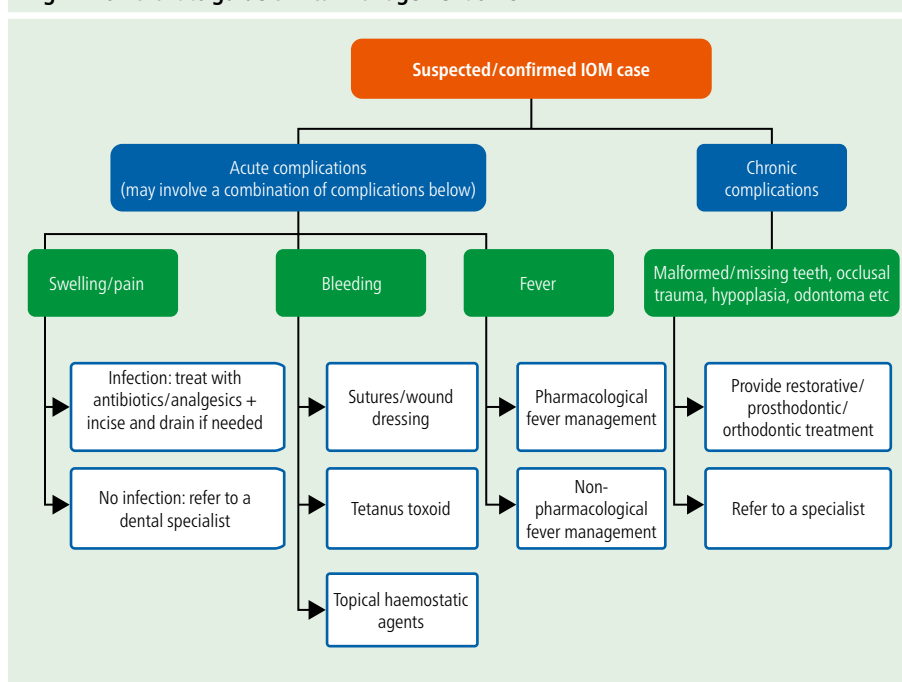 Suspected/confirmed IOM case
Acute complications
(may involve a combination of complications below)
Chronic
complications
Swelling/pain
Bleeding
Fever
Malformed/missing teeth, occlusal
trauma, hypoplasia, odontoma etc
Infection: treat with
antibiotics/analgesics +
incise and drain if needed
Sutures/wound
dressing
Pharmacological
fever management
Provide restorative/
prosthodontic/
orthodontic treatment
No infection: refer to a
dental specialist
Tetanus toxoid
Non-
pharmacological
fever management
Refer to a specialist
Topical haemostatic
agents